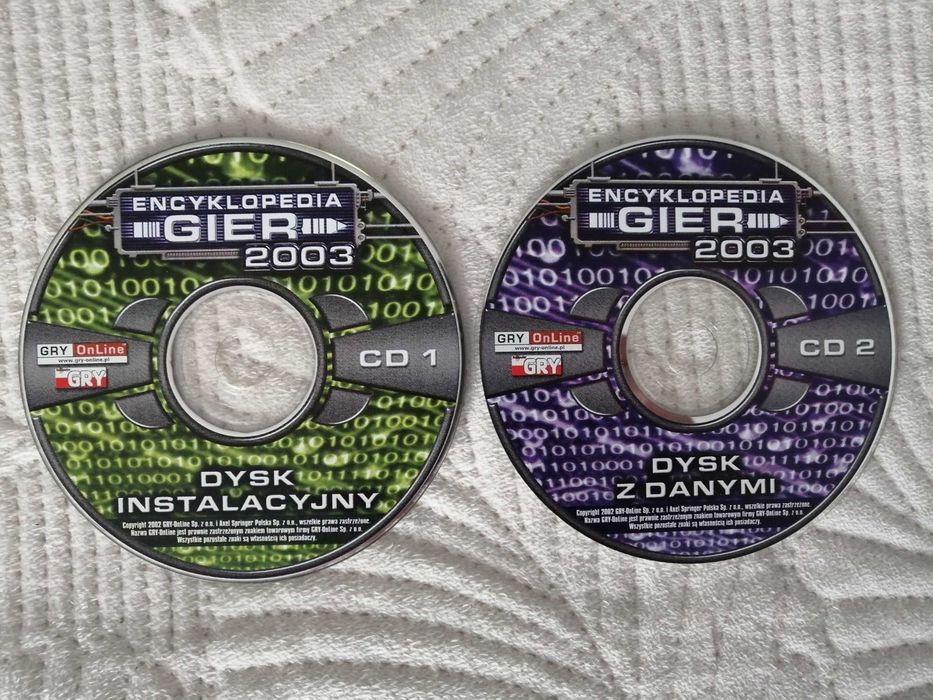 ENCYKLOPEDIA
GIER
2003
GRY OnLine
www.gry-online.pl
GRY
CD 1
DYSK
INSTALACYJNY
Copyright 2002 GRY-OnLine Sp. z o.o. i Axel Springer Polska Sp. z o.o., wszelkie prawa zastrzeżone.
Nazwa GRY-OnLine jest prawnie zastrzeżonym znakiem towarowym firmy GRY-OnLine Sp. z o.o.
Wszystkie pozostałe znaki są własnością ich posiadaczy.
ENCYKLOPEDIA
GIER
2003
GRY OnLine
www.gry-online.pl
GRY
CD 2
DYSK
Z DANYMI
Copyright 2002 GRY-OnLine Sp. z o.o. i Axel Springer Polska Sp. z o.o., wszelkie prawa zastrzeżone.
Nazwa GRY-OnLine jest prawnie zastrzeżonym znakiem towarowym firmy GRY-OnLine Sp. z o.o.
Wszystkie pozostałe znaki są własnością ich posiadaczy.